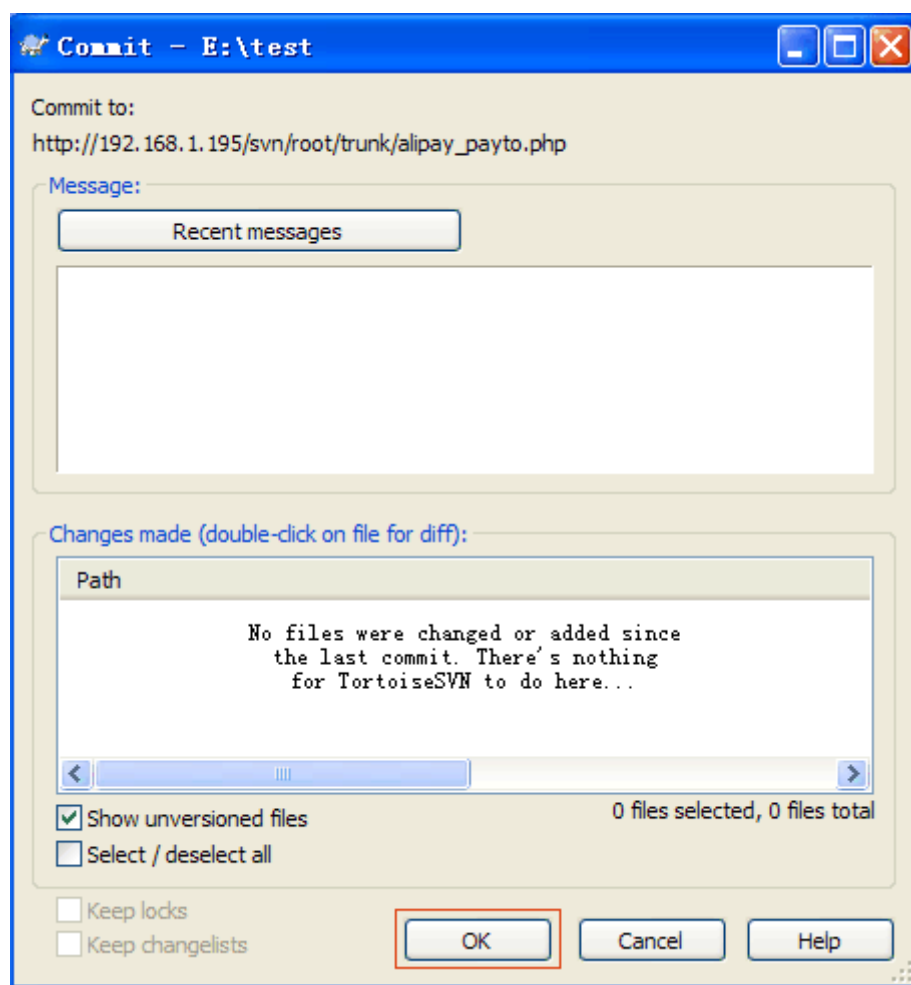 Commit - E:\test
Commit to:
http://192.168.1.195/svn/root/trunk/alipay_payto.php
Message:
Recent messages
Changes made (double-click on file for diff):
Path
No files were changed or added since
the last commit. There's nothing
for TortoiseSVN to do here...
Show unversioned files
0 files selected, 0 files total
Select / deselect all
Keep locks
Keep changelists
OK
Cancel
Help